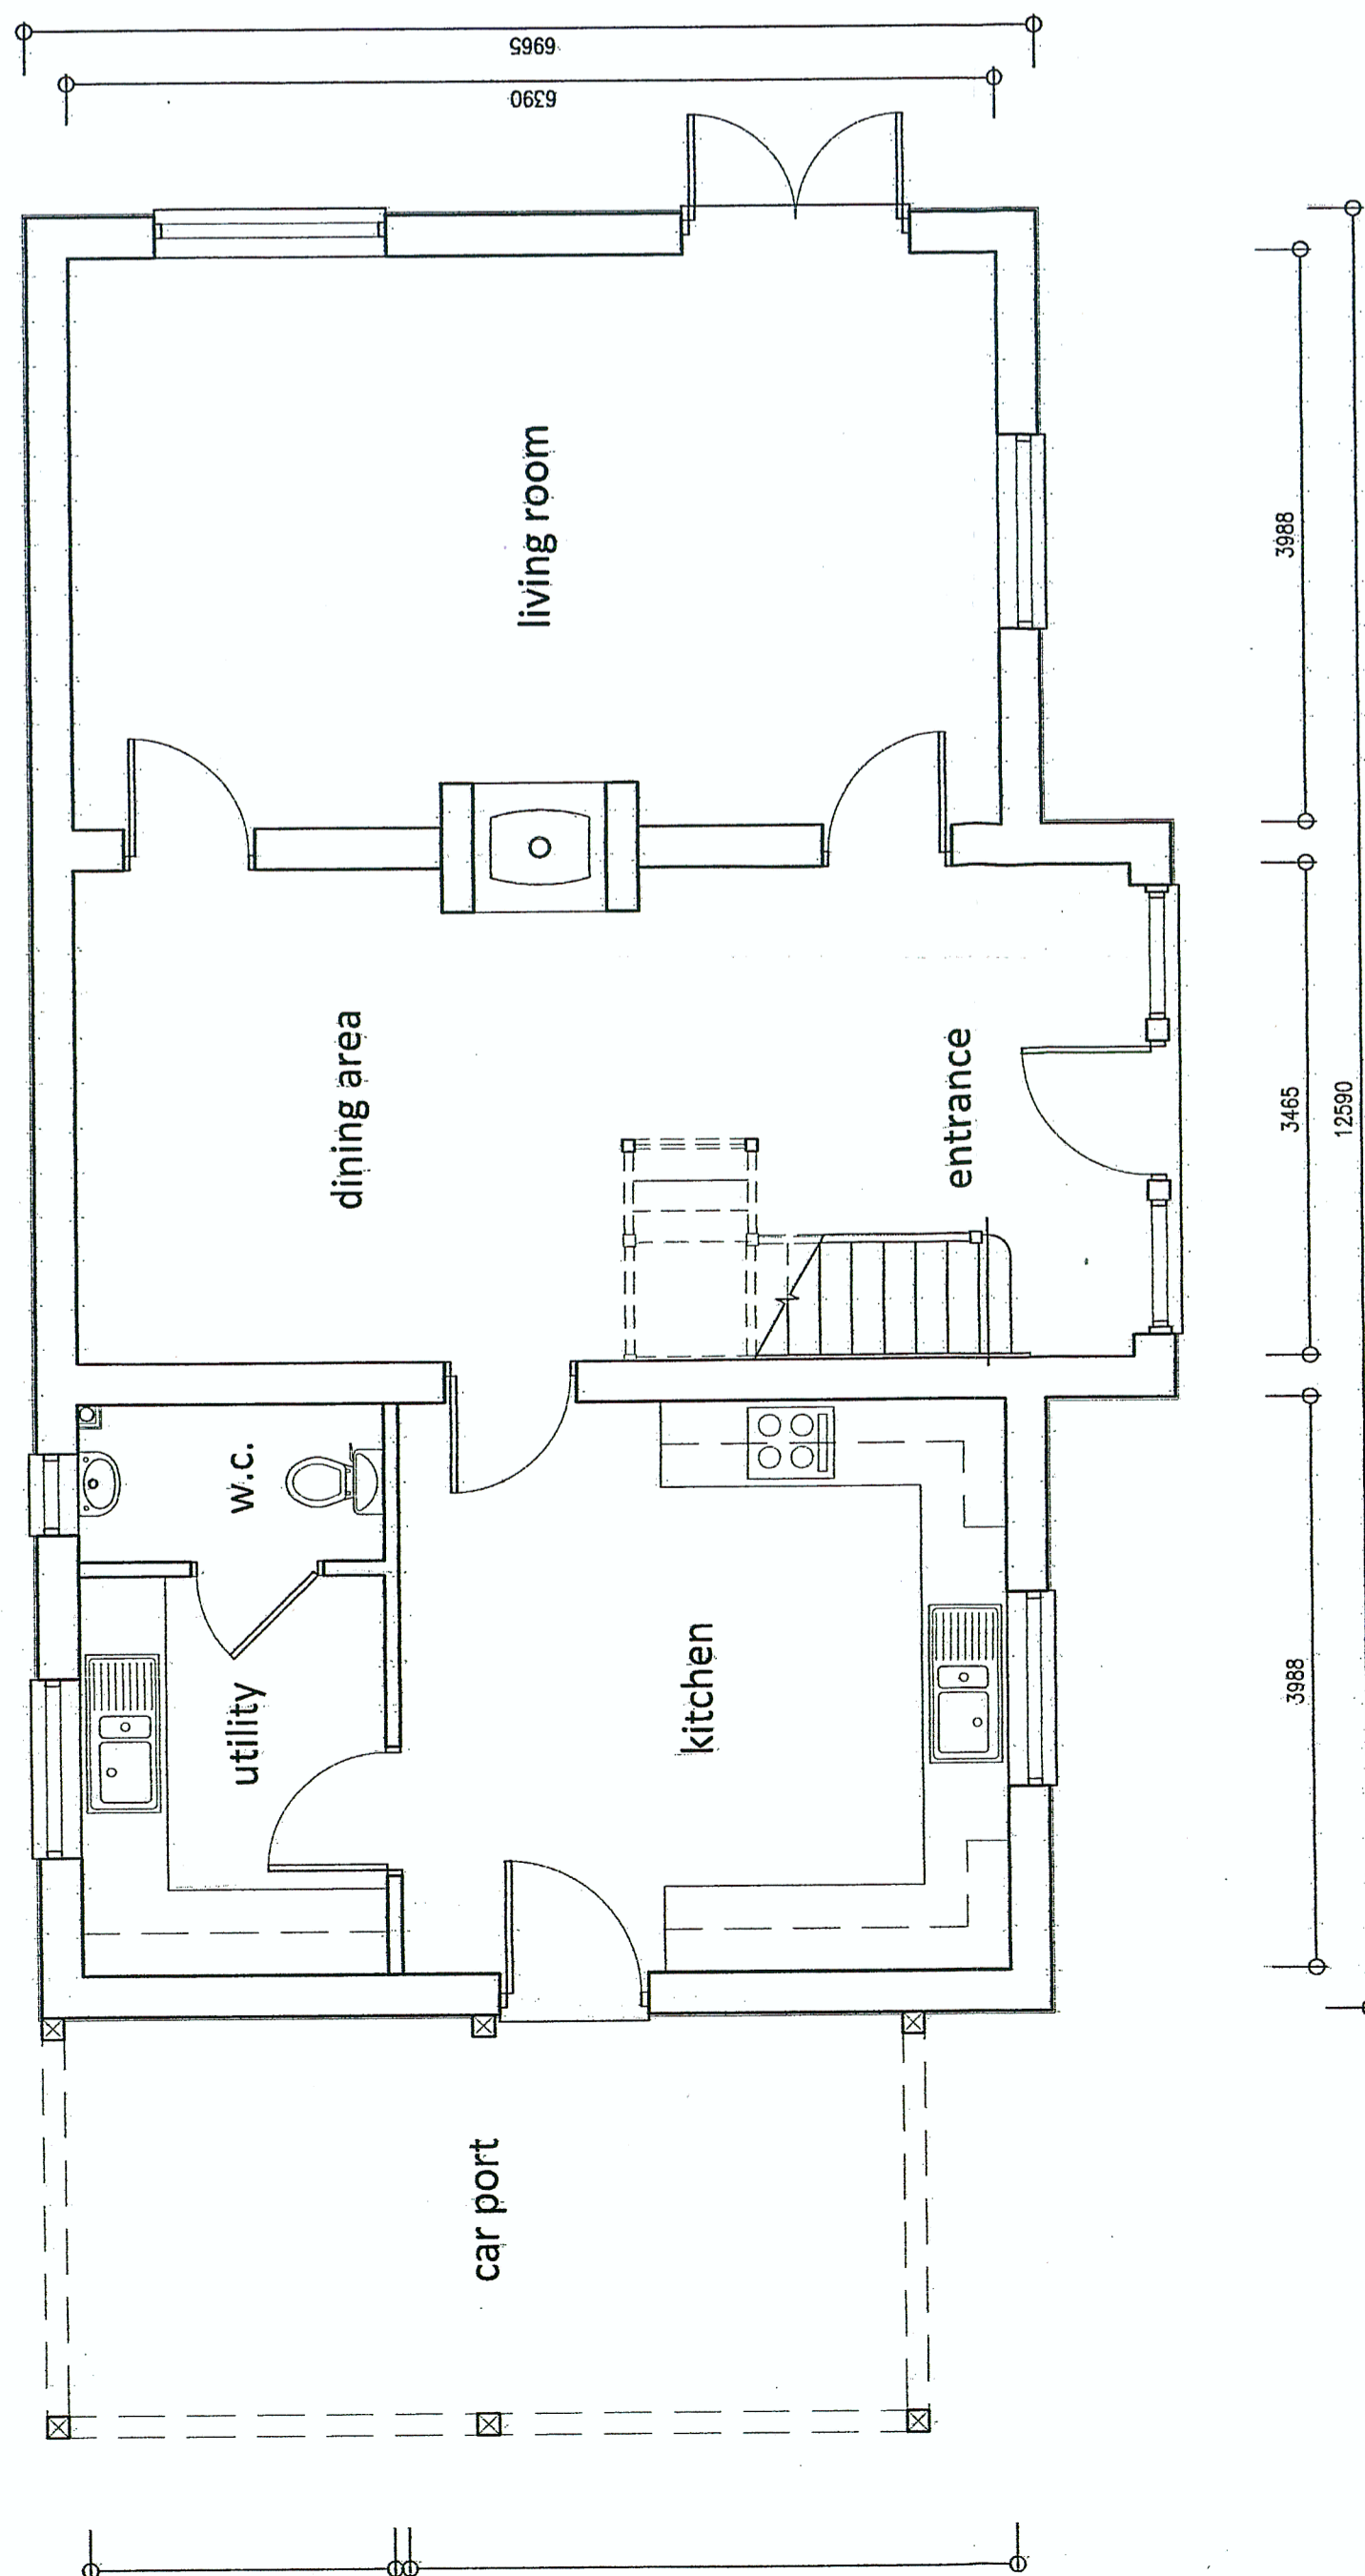 6965
6390
living room
3988
dining area
entrance
3465
12590
w.c.
utility
kitchen
3988
car port